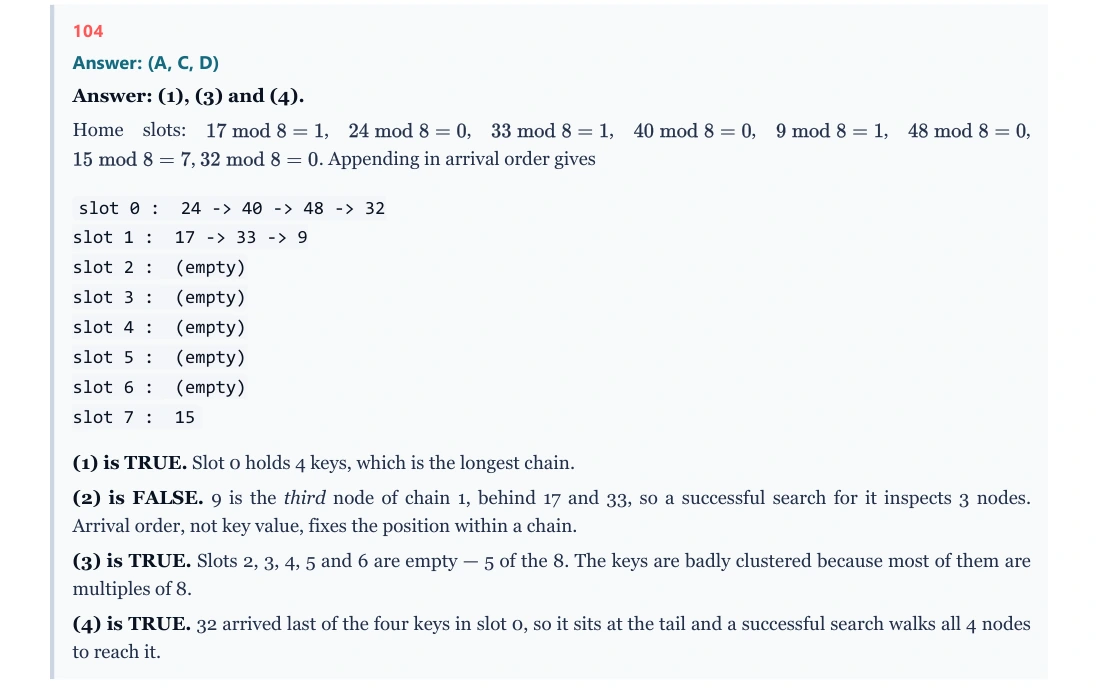 104
Answer: (A, C, D)
Answer: (1), (3) and (4).
Home slots: 17 mod 8 = 1, 24 mod 8 = 0, 33 mod 8 = 1, 40 mod 8 = 0, 9 mod 8 = 1, 48 mod 8 = 0,
15 mod 8 = 7, 32 mod 8 = 0. Appending in arrival order gives
slot 0 : 24 -> 40 -> 48 -> 32
slot 1 : 17 -> 33 -> 9
slot 2 : (empty)
slot 3 : (empty)
slot 4 : (empty)
slot 5 : (empty)
slot 6 : (empty)
slot 7 : 15
(1) is TRUE. Slot 0 holds 4 keys, which is the longest chain.
(2) is FALSE. 9 is the third node of chain 1, behind 17 and 33, so a successful search for it inspects 3 nodes.
Arrival order, not key value, fixes the position within a chain.
(3) is TRUE. Slots 2, 3, 4, 5 and 6 are empty — 5 of the 8. The keys are badly clustered because most of them are
multiples of 8.
(4) is TRUE. 32 arrived last of the four keys in slot 0, so it sits at the tail and a successful search walks all 4 nodes
to reach it.